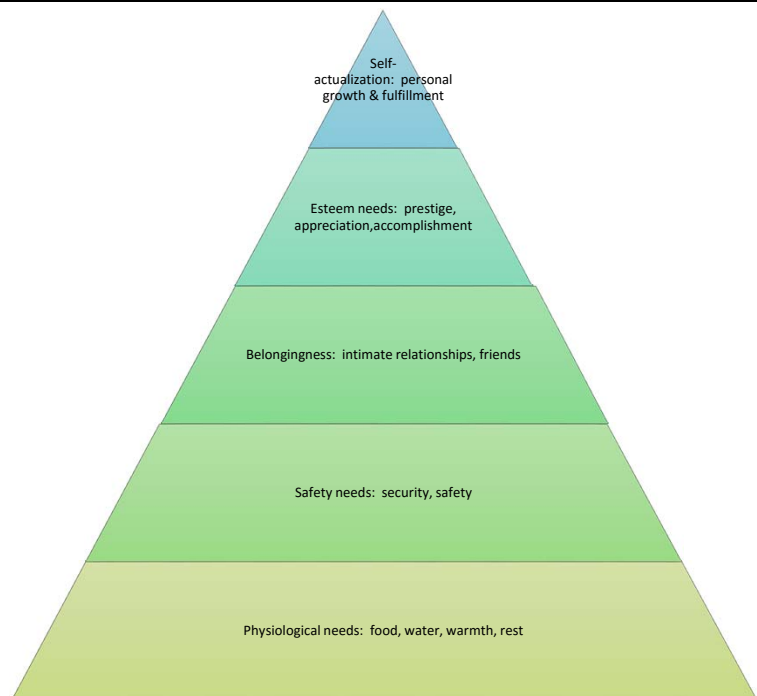 Self-
actualization: personal
growth & fulfillment
Esteem needs: prestige,
appreciation,accomplishment
Belongingness: intimate relationships, friends
Safety needs: security, safety
Physiological needs: food, water, warmth, rest